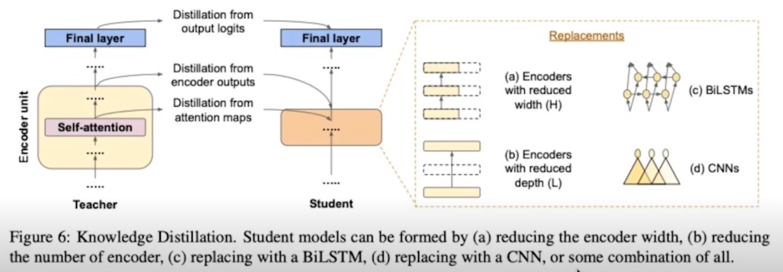 Distillation from
output logits
Final layer
Final layer
Replacements
Distillation from
encoder outputs
Distillation from
attention maps
Encoder unit
Self-attention
(a) Encoders
with reduced
width (H)
(c) BiLSTMs
(b) Encoders
with reduced
depth (L)
(d) CNNs
Teacher
Student
Figure 6: Knowledge Distillation. Student models can be formed by (a) reducing the encoder width, (b) reducing
the number of encoder, (c) replacing with a BiLSTM, (d) replacing with a CNN, or some combination of all.